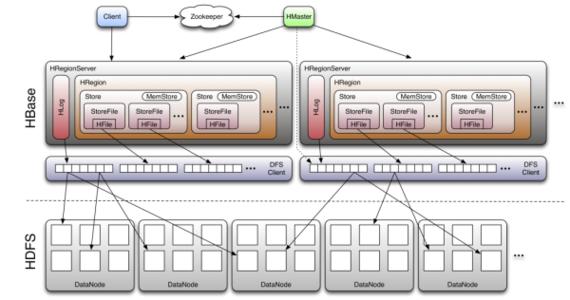 Client
Zookeeper
HMaster
HBase
HRegionServer
HRegion
HLog
Store
MemStore
StoreFile
StoreFile
HFile
HFile
...
Store
MemStore
StoreFile
HFile
...
...
DFS
Client
...
HRegionServer
HRegion
HLog
Store
MemStore
StoreFile
StoreFile
HFile
HFile
...
Store
MemStore
StoreFile
HFile
...
...
DFS
Client
...
...
HDFS
DataNode
DataNode
DataNode
DataNode
DataNode
...